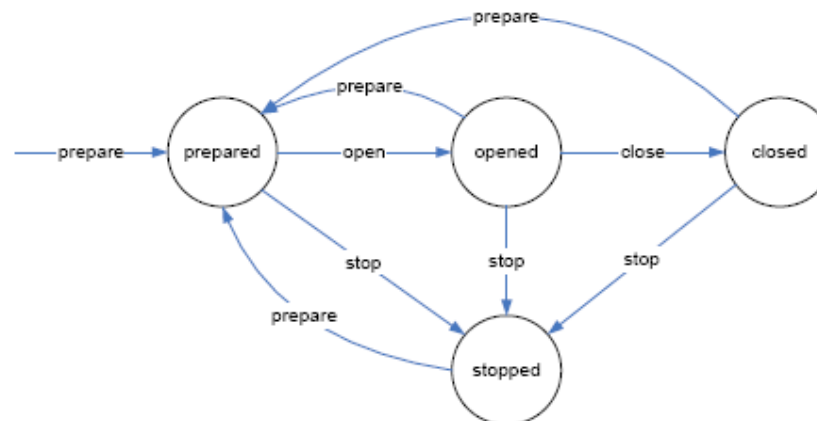 prepare
prepare
prepare
prepared
open
opened
close
closed
stop
stop
stop
prepare
stopped